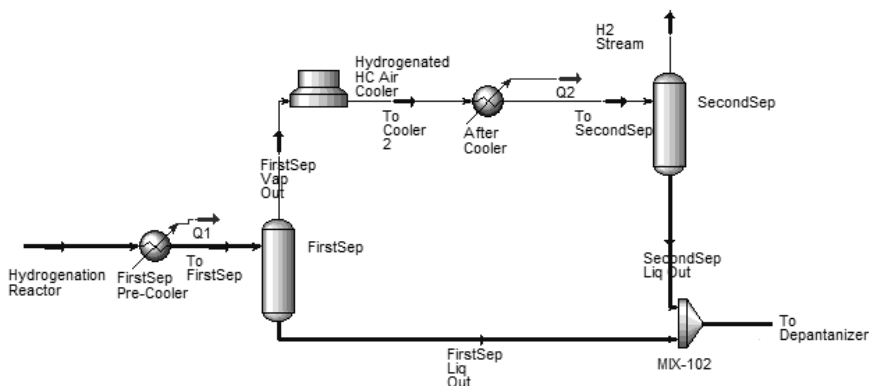 H2
Stream
Hydrogenated
HC Air
Cooler
Q2
SecondSep
To
Cooler
2
After
Cooler
To
SecondSep
FirstSep
Vap
Out
Q1
FirstSep
To
FirstSep
Hydrogenation
Reactor
FirstSep
Pre-Cooler
SecondSep
Liq Out
To
Depantanizer
MIX-102
FirstSep
Liq
Out